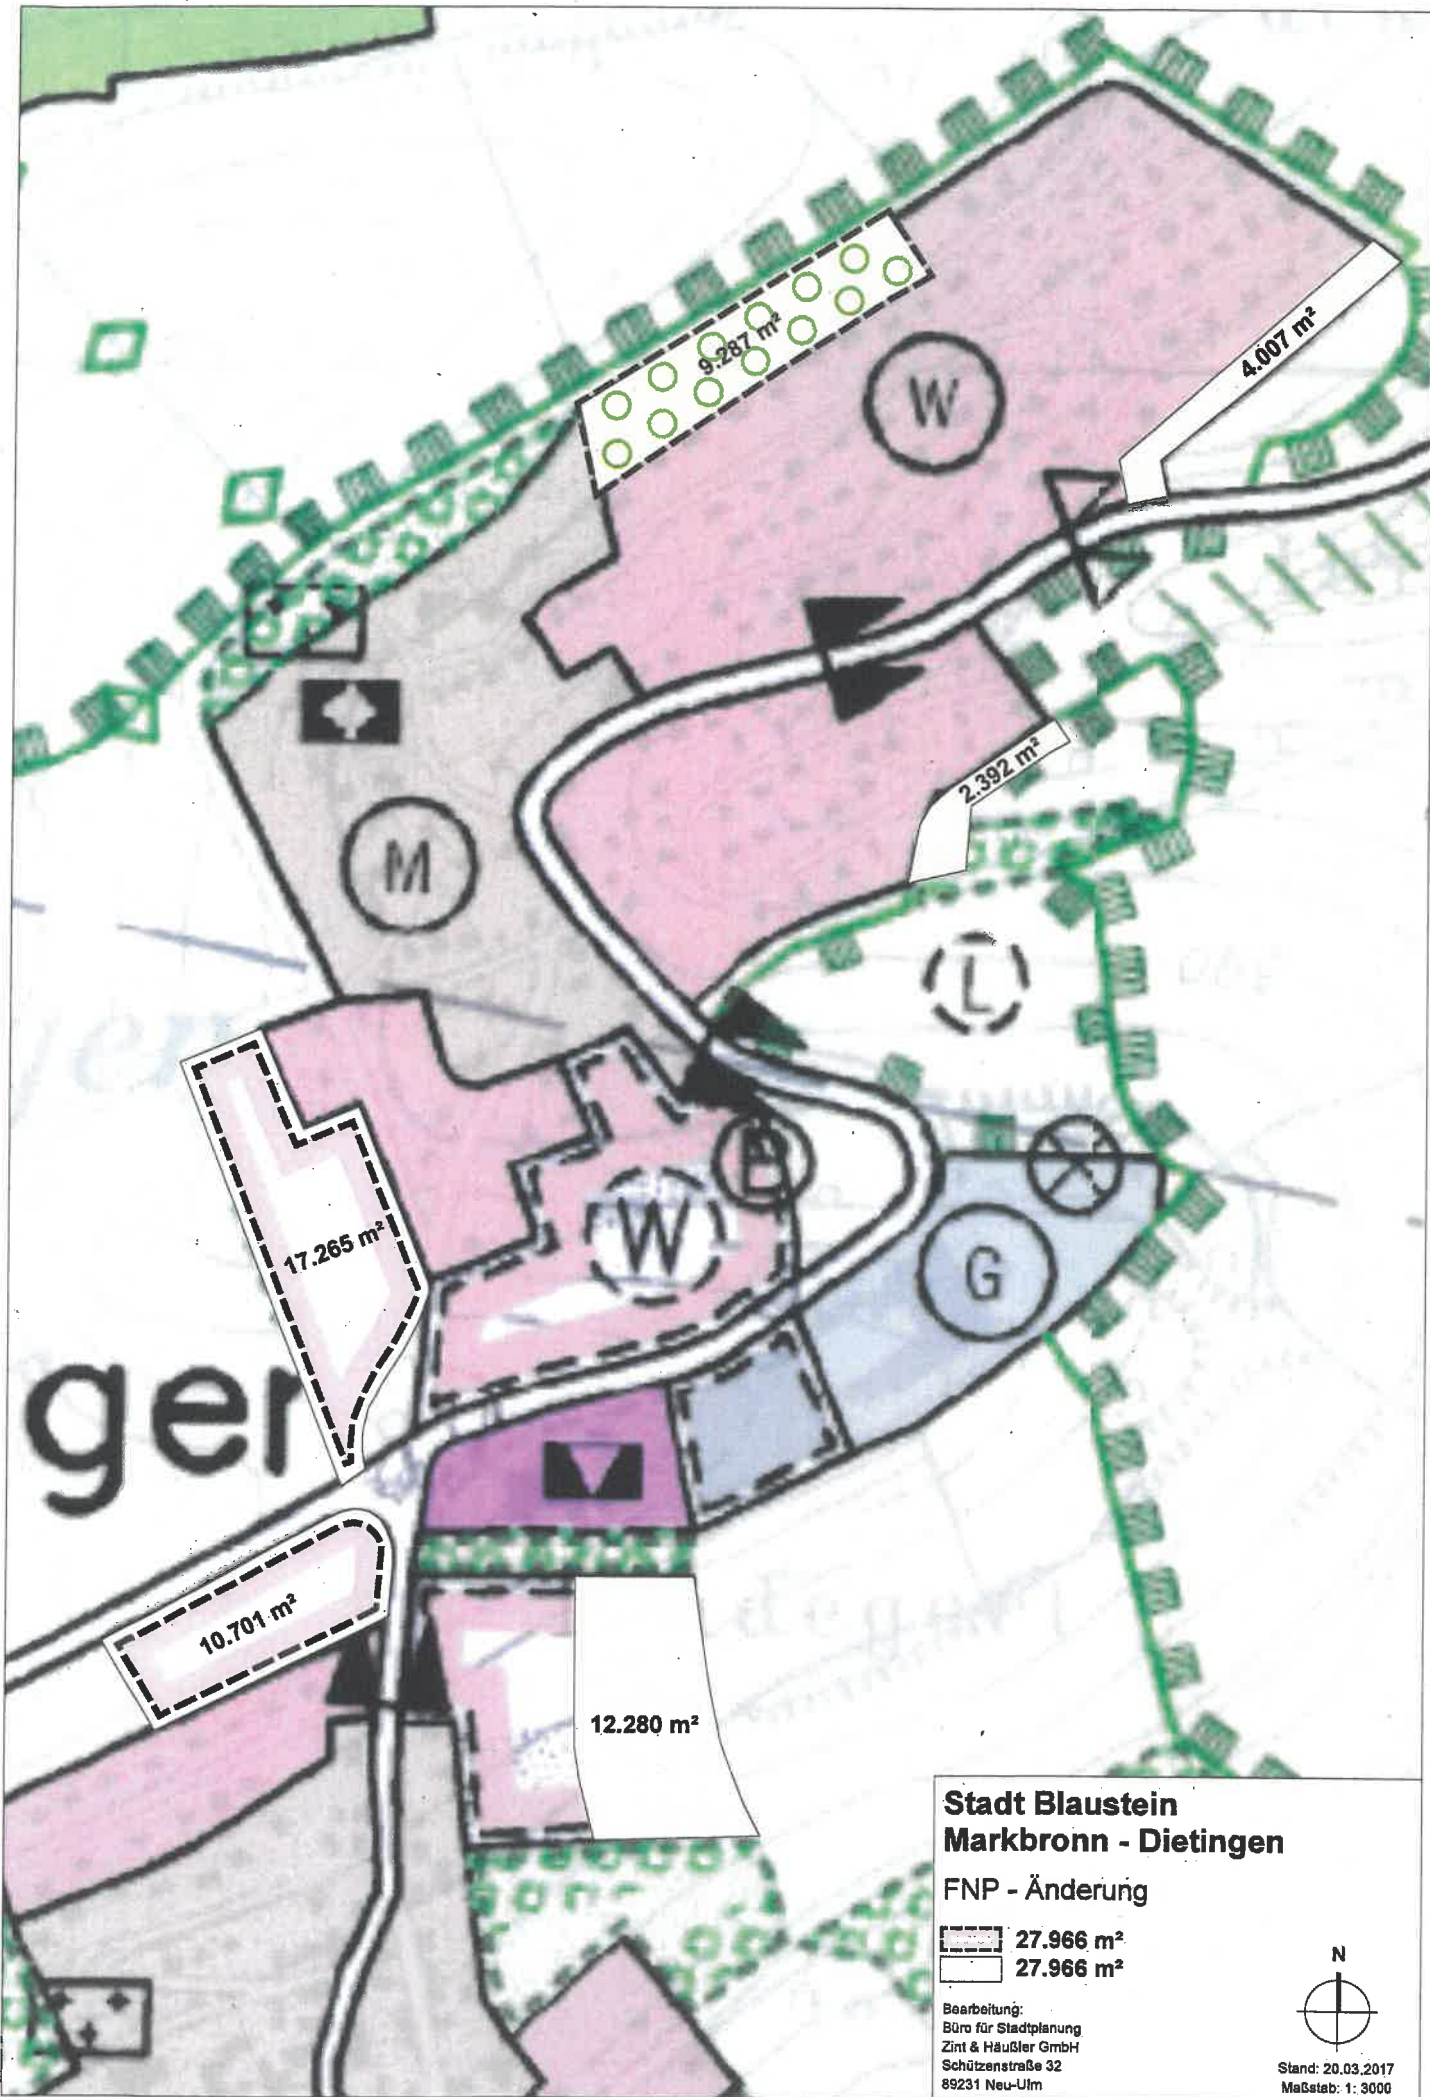 9.287 m²
W
4.007 m²
M
2.392 m²
L
17.265 m²
W
G
ger
10.701 m²
12.280 m²
Stadt Blaustein
Markbronn - Dietingen
FNP - Änderung
27.966 m²
27.966 m²
Bearbeitung:
Büro für Stadtplanung
Zint & Häußler GmbH
Schützenstraße 32
89231 Neu-Ulm
N
Stand: 20.03.2017
Maßstab: 1: 3000